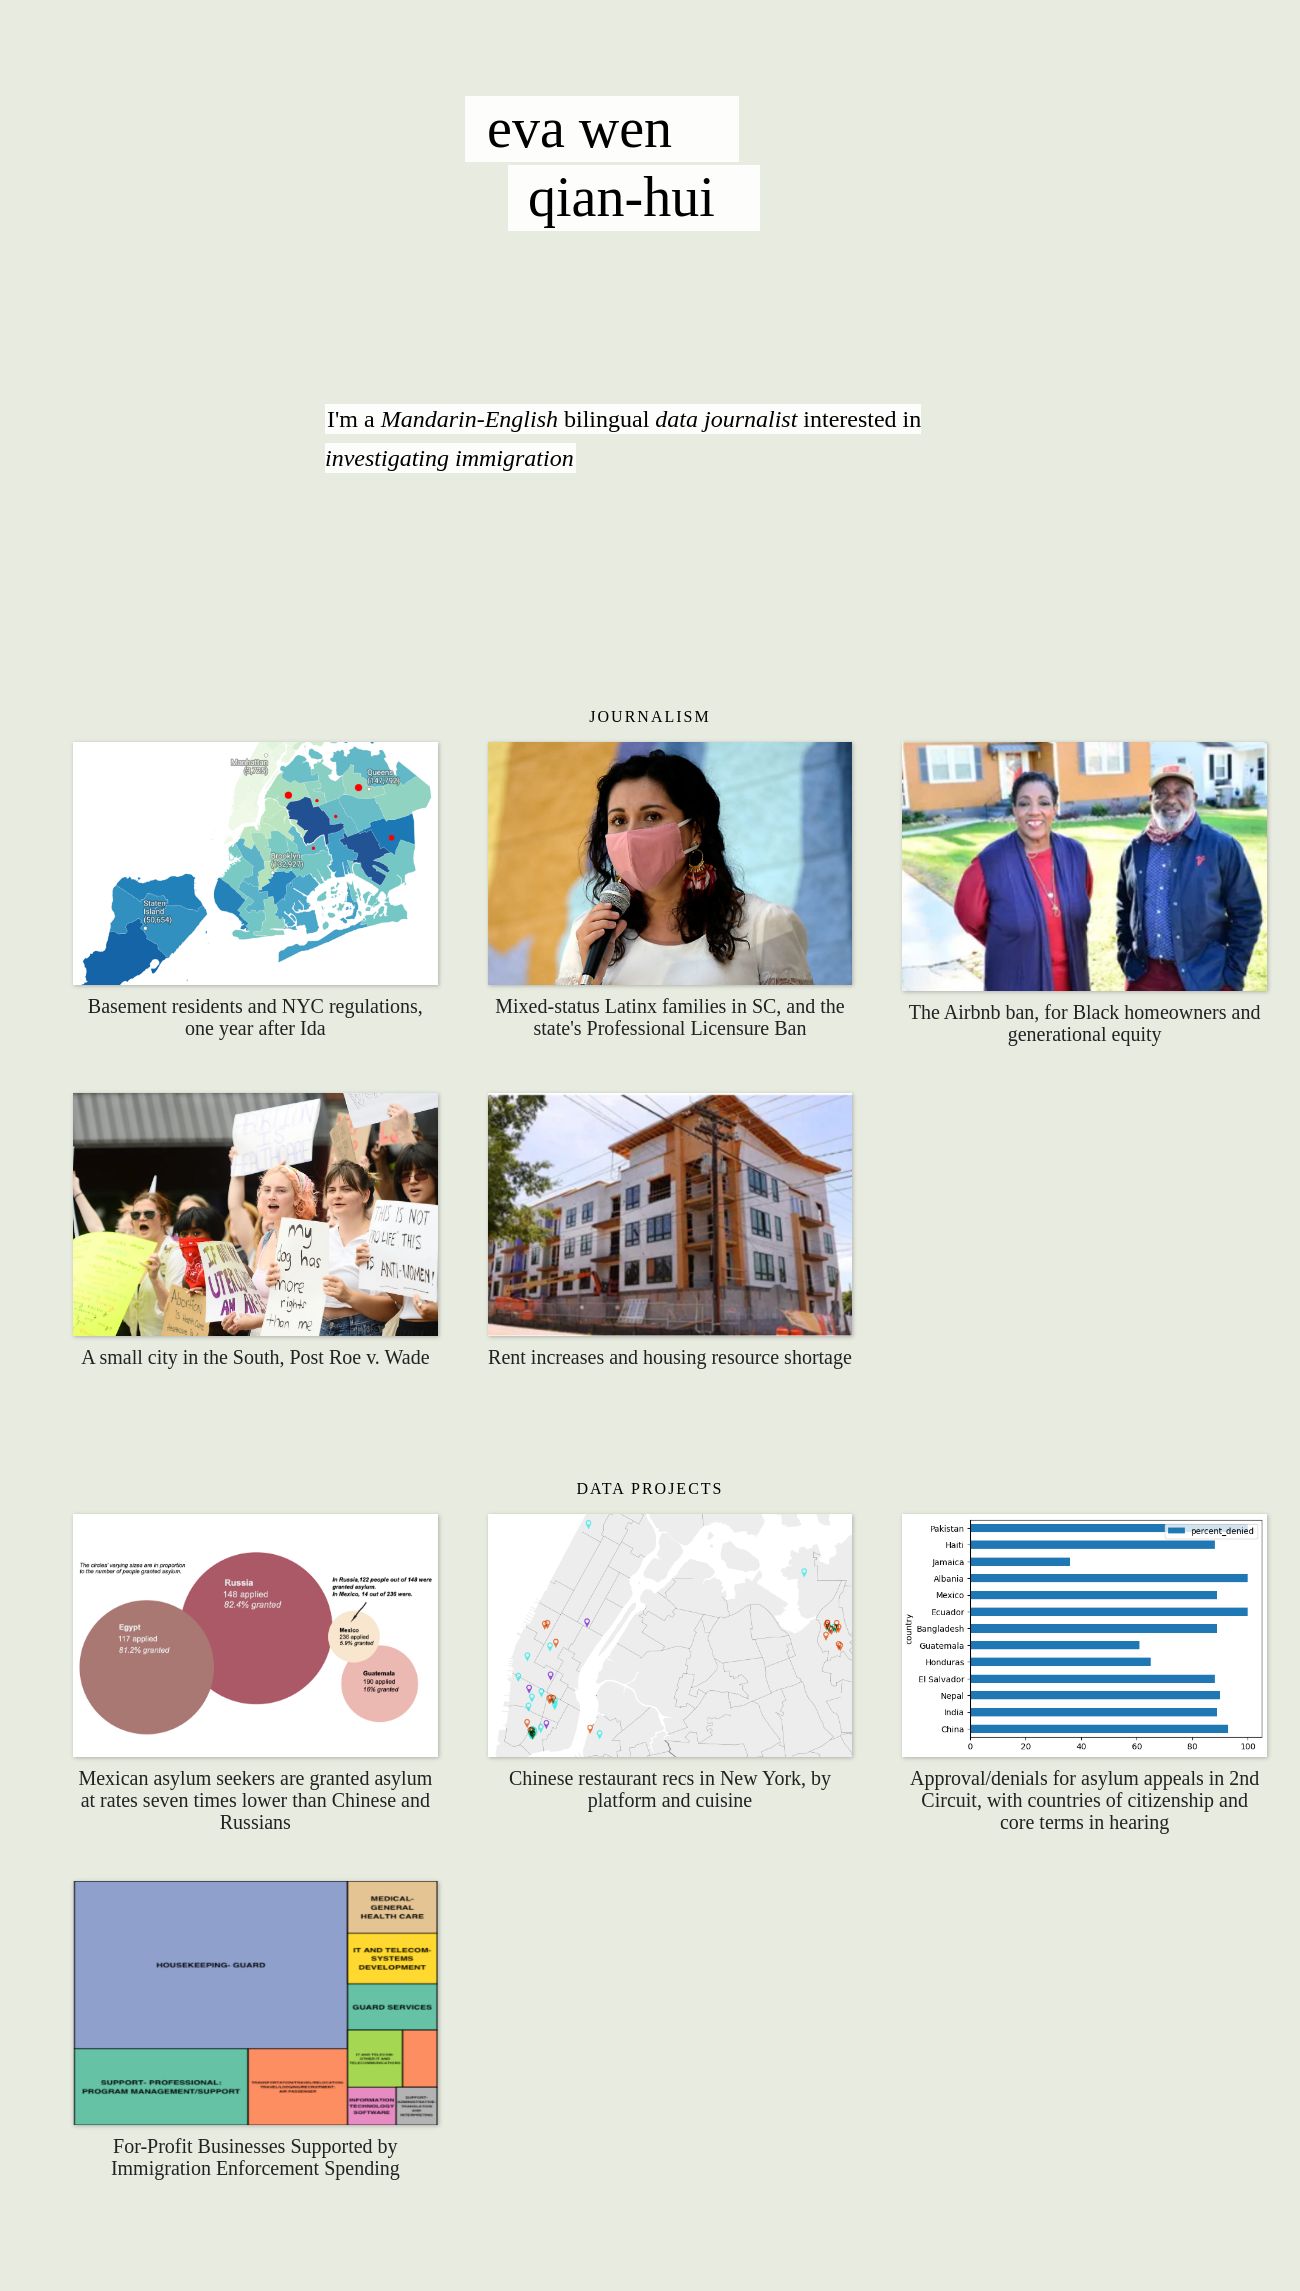 eva wen
qian-hui
I'm a Mandarin-English bilingual data journalist interested in
investigating immigration
JOURNALISM
Manhattan
Queens
(147,792)
Brooklyn
Staten
Island
(50,654)
Basement residents and NYC regulations,
one year after Ida
Mixed-status Latinx families in SC, and the
state's Professional Licensure Ban
The Airbnb ban, for Black homeowners and
generational equity
my
dog has
more
rights
than me
THIS IS NOT
THIS
IS ANTI-WOMEN!
Abortion
A small city in the South, Post Roe v. Wade
Rent increases and housing resource shortage
DATA PROJECTS
The circles' varying sizes are in proportion
to the number of people granted asylum.
Russia
148 applied
82.4% granted
In Russia,122 people out of 148 were
granted asylum.
In Mexico, 14 out of 236 were.
Egypt
117 applied
81.2% granted
Mexico
236 applied
5.9% granted
Guatemala
190 applied
16% granted
Mexican asylum seekers are granted asylum
at rates seven times lower than Chinese and
Russians
Chinese restaurant recs in New York, by
platform and cuisine
percent_denied
country
Pakistan
Haiti
Jamaica
Albania
Mexico
Ecuador
Bangladesh
Guatemala
Honduras
El Salvador
Nepal
India
China
0 20 40 60 80 100
Approval/denials for asylum appeals in 2nd
Circuit, with countries of citizenship and
core terms in hearing
HOUSEKEEPING- GUARD
MEDICAL-
GENERAL
HEALTH CARE
IT AND TELECOM-
SYSTEMS
DEVELOPMENT
GUARD SERVICES
SUPPORT- PROFESSIONAL:
PROGRAM MANAGEMENT/SUPPORT
INFORMATION
TECHNOLOGY
SOFTWARE
For-Profit Businesses Supported by
Immigration Enforcement Spending